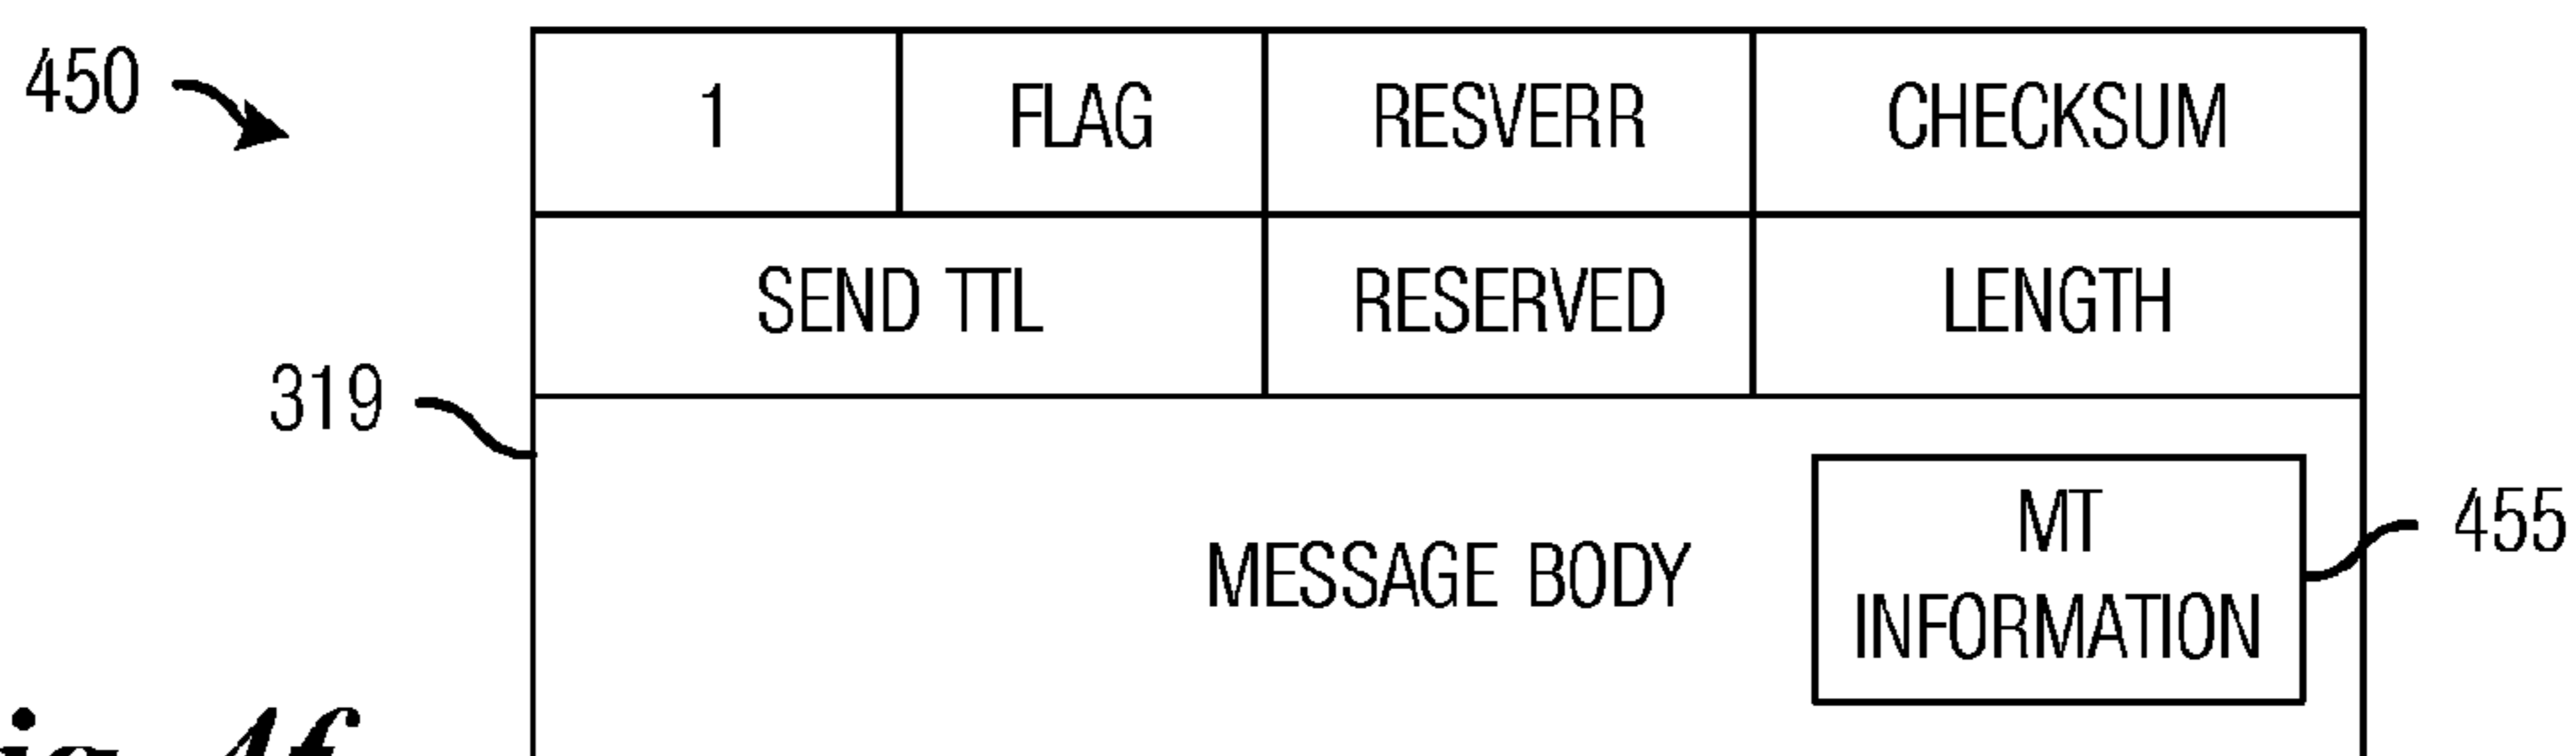 450
1 FLAG RESVERR CHECKSUM
SEND TTL RESERVED LENGTH
319
MESSAGE BODY
MT
INFORMATION
455